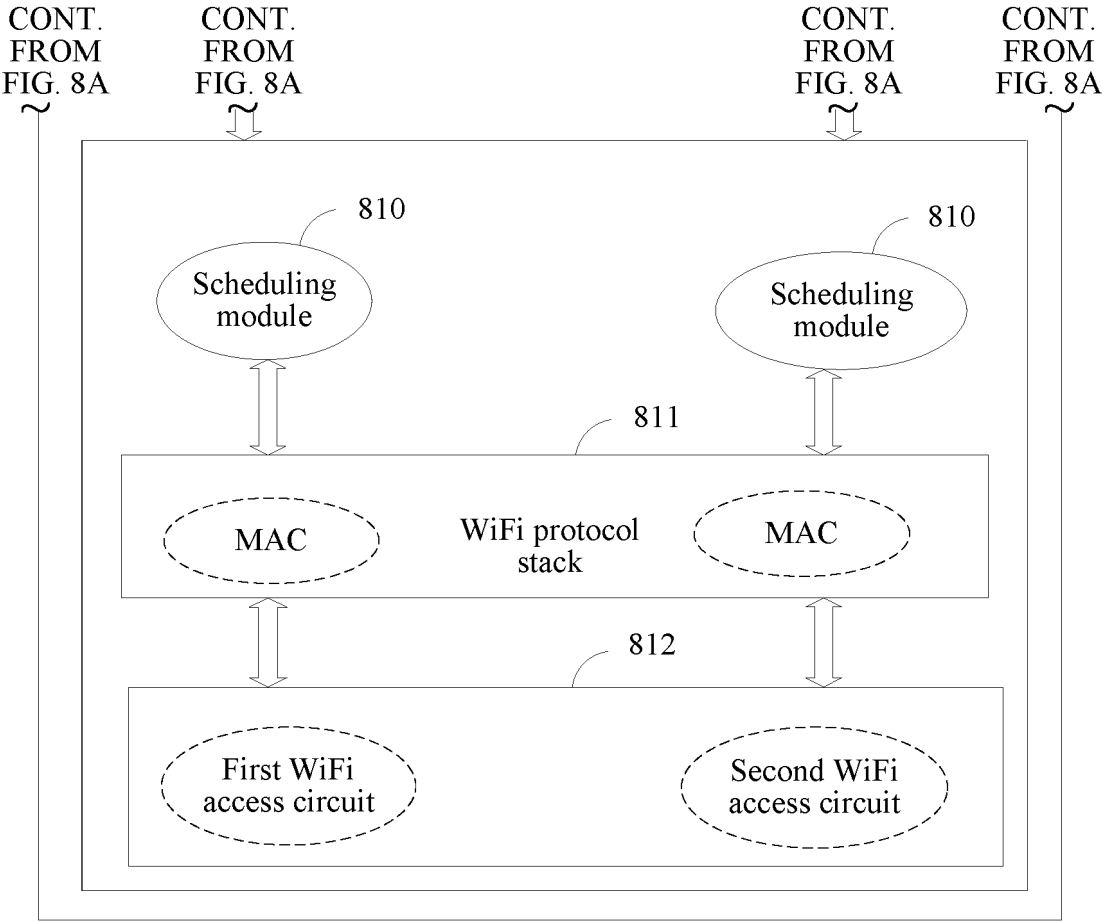 CONT.
FROM
FIG. 8A
CONT.
FROM
FIG. 8A
CONT.
FROM
FIG. 8A
CONT.
FROM
FIG. 8A
810
Scheduling
module
810
Scheduling
module
811
MAC
WiFi protocol
stack
MAC
812
First WiFi
access circuit
Second WiFi
access circuit